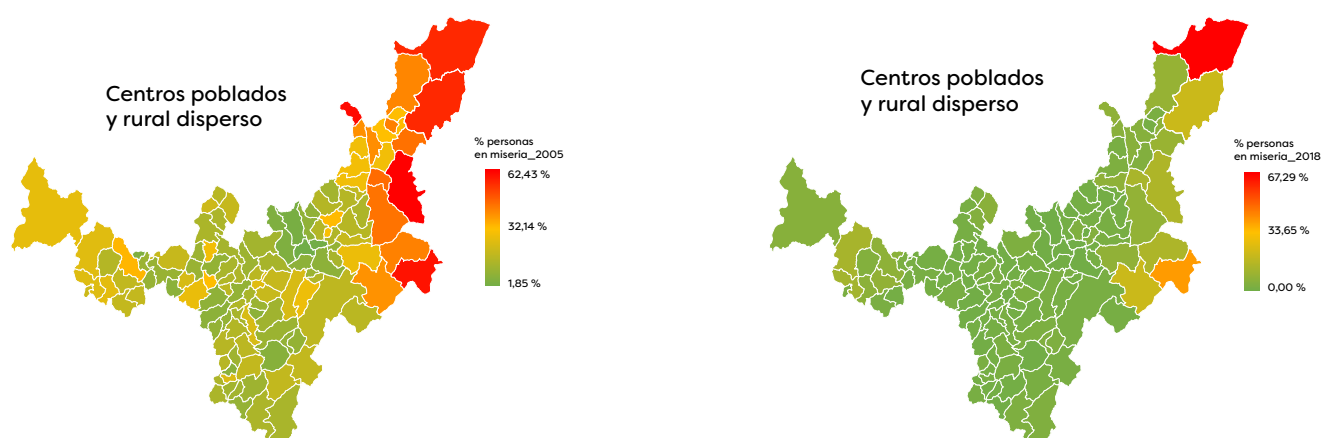 Centros poblados
y rural disperso
% personas
en miseria_2005
62,43 %
32,14 %
1,85 %
Centros poblados
y rural disperso
% personas
en miseria_2018
67,29 %
33,65 %
0,00 %